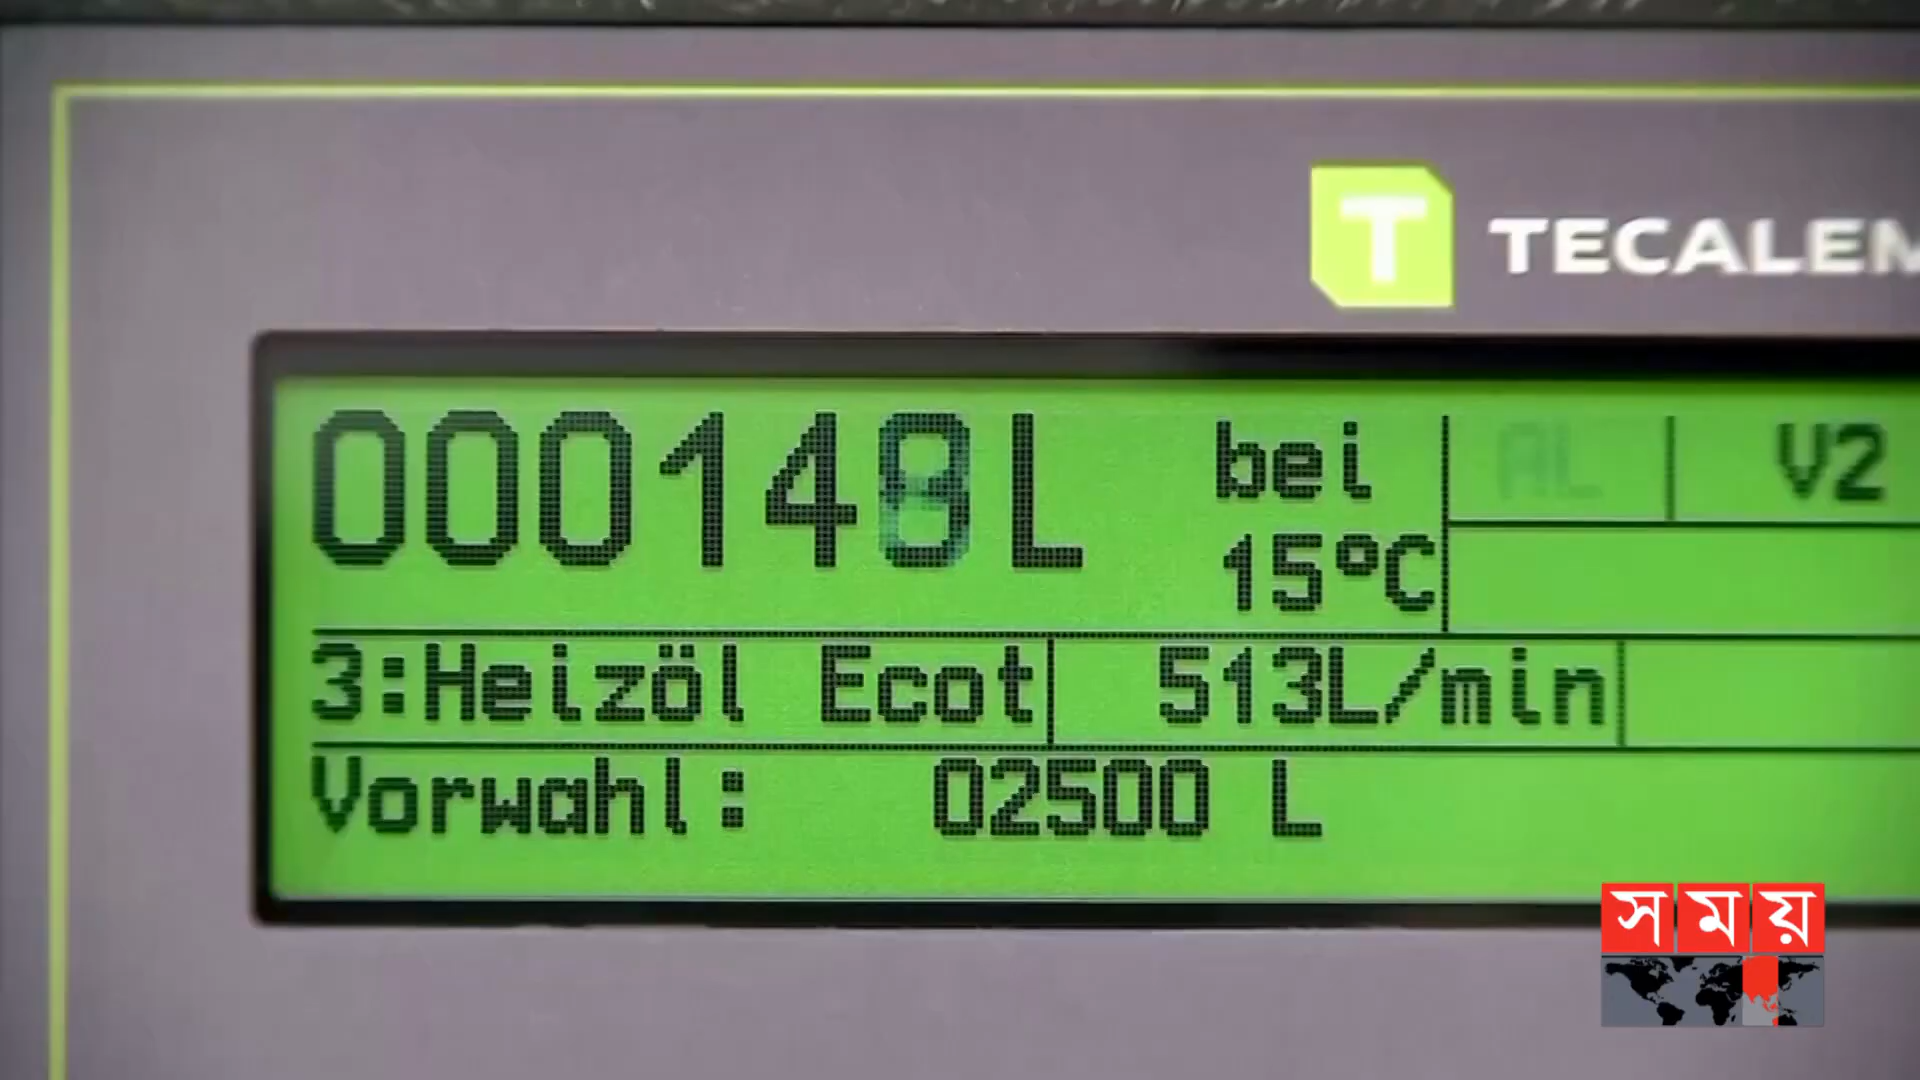 T TECALEM
000148L bei AL V2
15°C
3:Heizöl Ecot 513L/min
Vorwahl: 02500 L
সময়